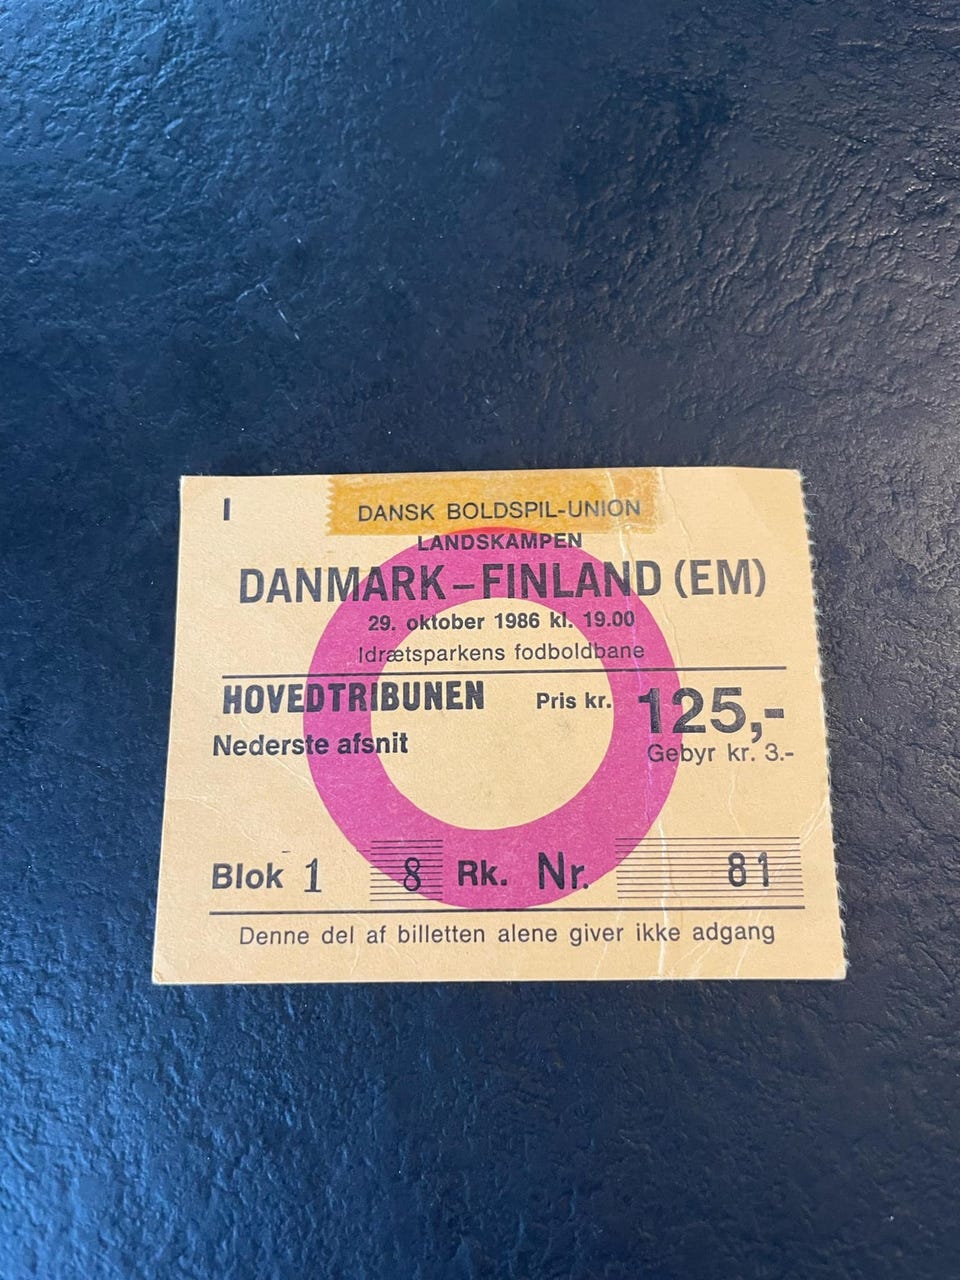 I
DANSK BOLDSPIL-UNION
LANDSKAMPEN
DANMARK–FINLAND (EM)
29. oktober 1986 kl. 19.00
Idrætsparkens fodboldbane
HOVEDTRIBUNEN Pris kr. 125,-
Nederste afsnit Gebyr kr. 3.-
Blok 1 8 Rk. Nr. 81
Denne del af billetten alene giver ikke adgang